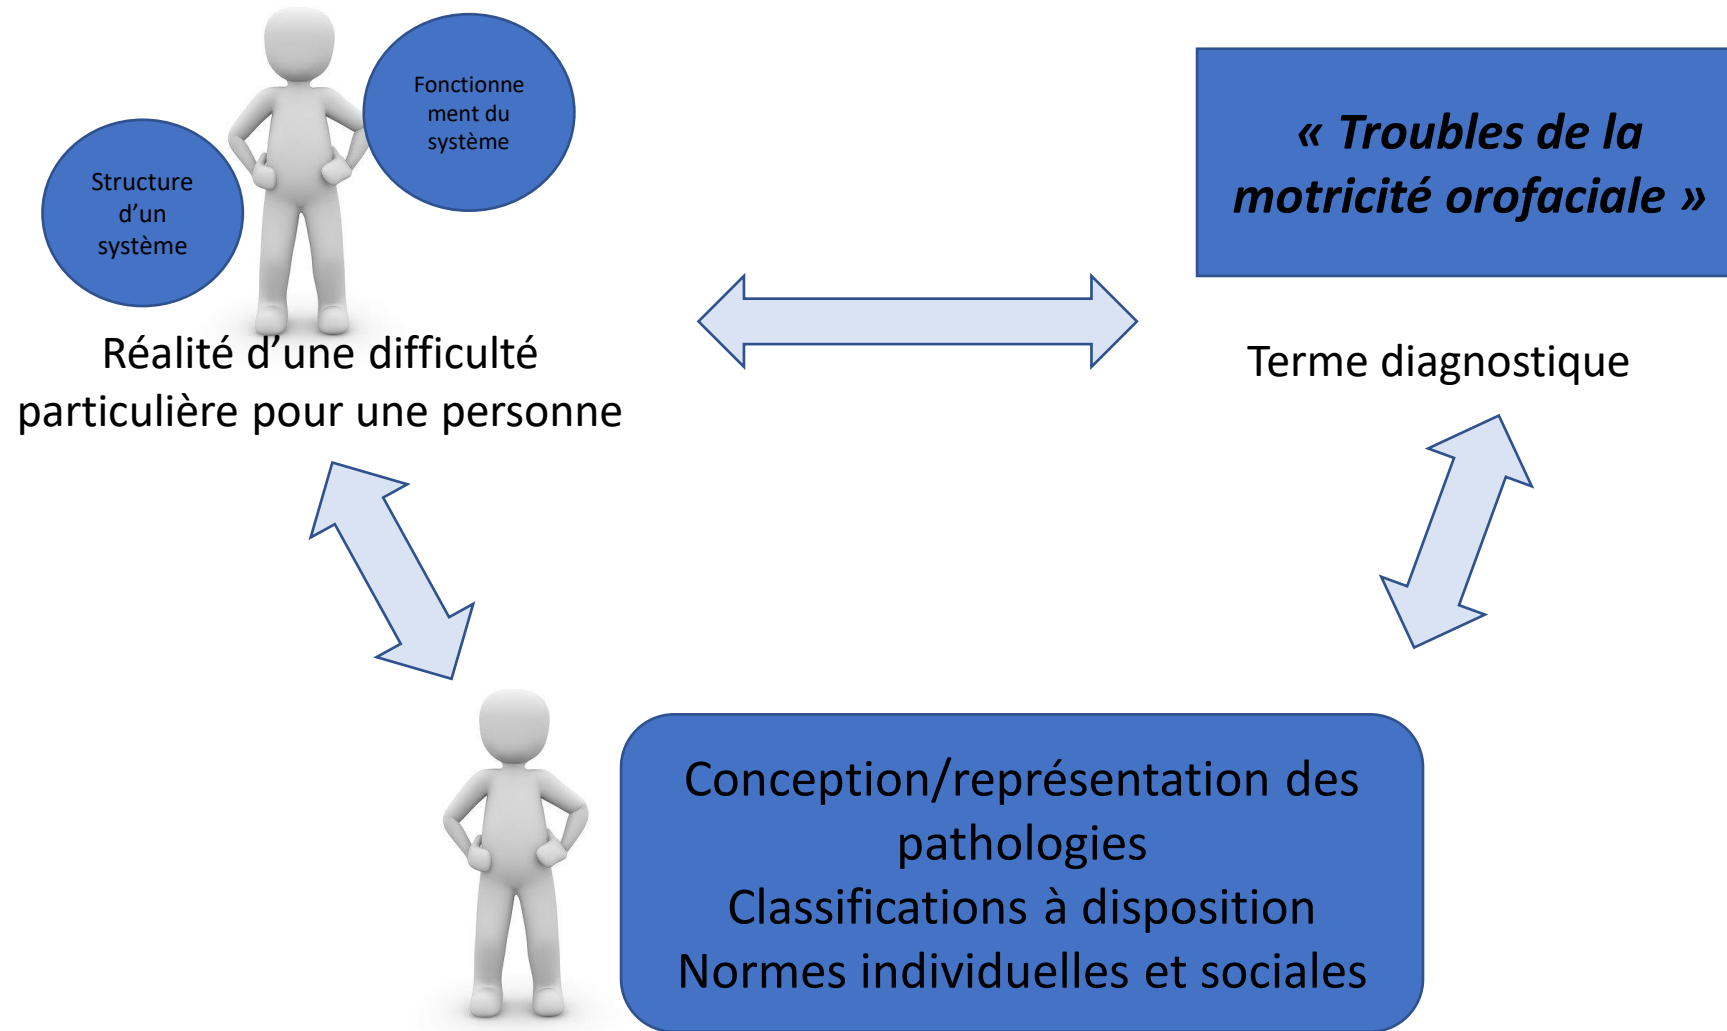 Fonctionne
ment du
système
Structure
d’un
système
« Troubles de la
motricité orofaciale »
Réalité d’une difficulté
particulière pour une personne
Terme diagnostique
Conception/représentation des
pathologies
Classifications à disposition
Normes individuelles et sociales